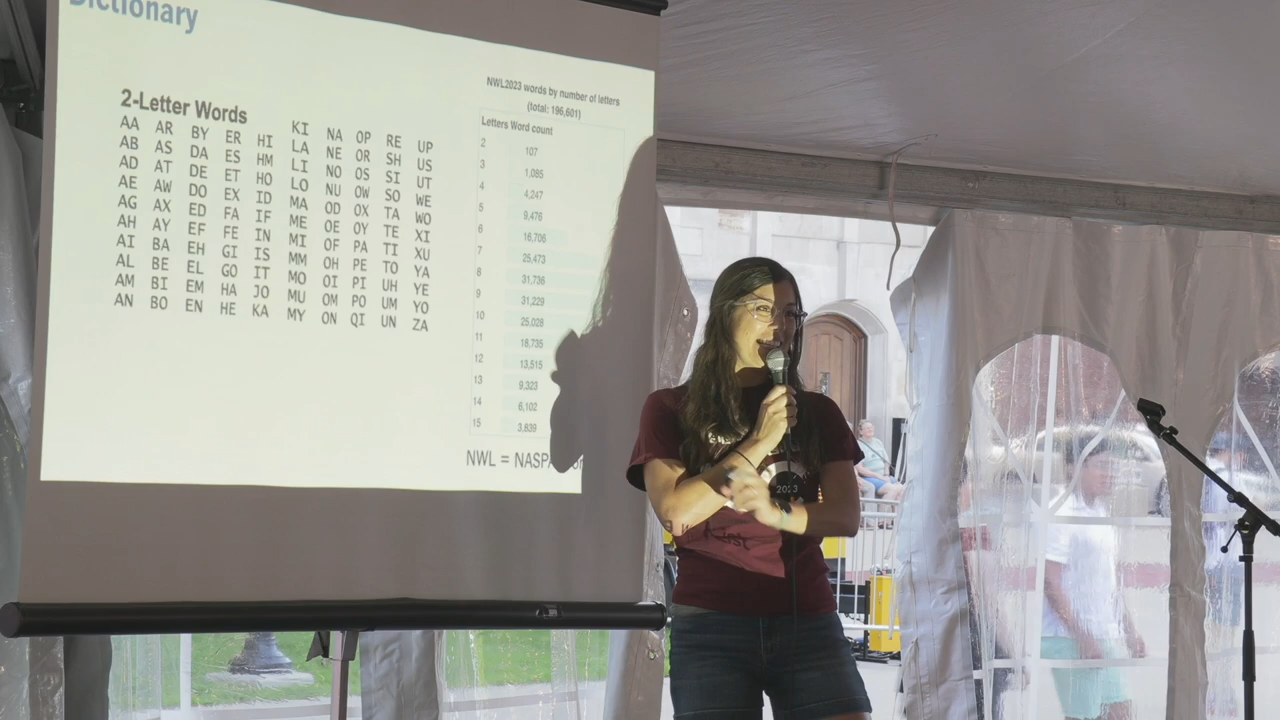 Dictionary
2-Letter Words
KI NA OP RE UP
AA AR BY ER HI LA NE OR SH US
AB AS DA ES HM LI NO OS SI UT
AD AT DE ET HO LO NU OW SO WE
AE AW DO EX ID MA OD OX TA WO
AG AX ED FA IF ME OE OY TE XI
AH AY EF FE IN MI OF PA TI XU
AI BA EH GI IS MM OH PE TO YA
AL BE EL GO IT MO OI PI UH YE
AM BI EM HA JO MU OM PO UM YO
AN BO EN HE KA MY ON QI UN ZA
NWL2023 words by number of letters
(total: 196,601)
Letters Word count
2 107
3 1,085
4 4,247
5 9,476
6 16,706
7 25,473
8 31,736
9 31,229
10 25,028
11 18,735
12 13,515
13 9,323
14 6,102
15 3,839
NWL = NASPA
2023